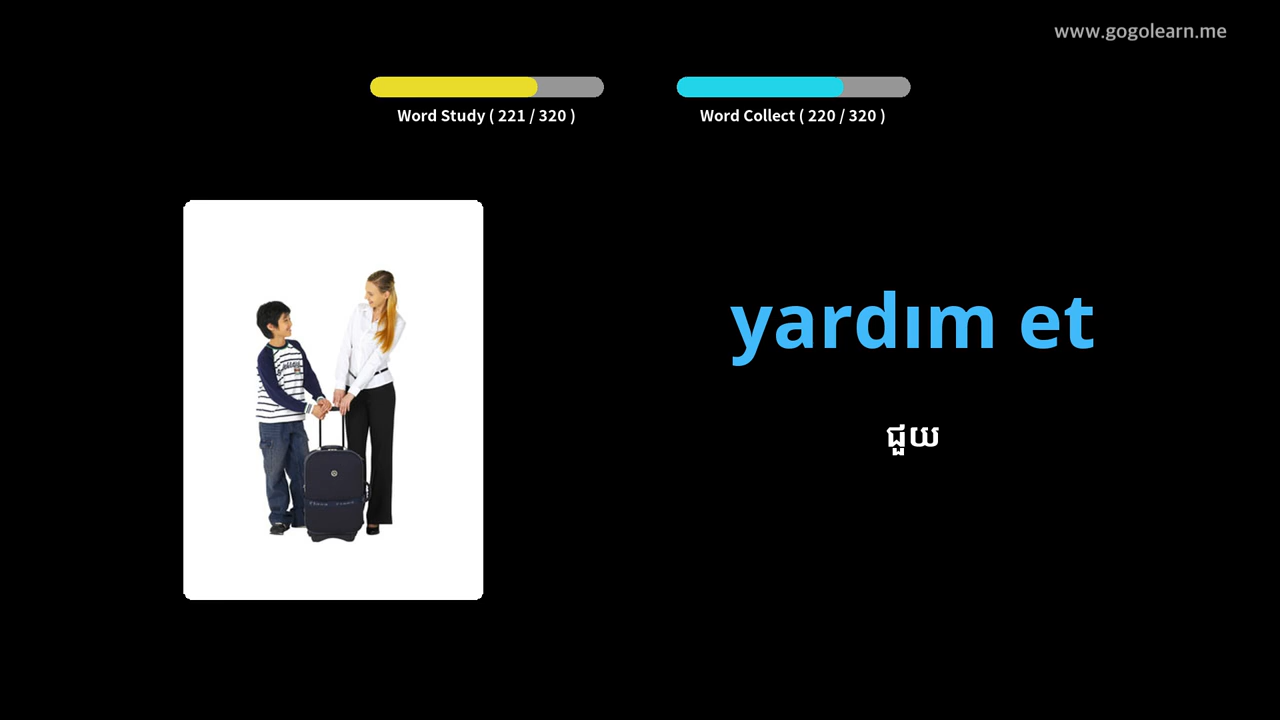 www.gogolearn.me
Word Study ( 221 / 320 )
Word Collect ( 220 / 320 )
yardım et
ជួយ